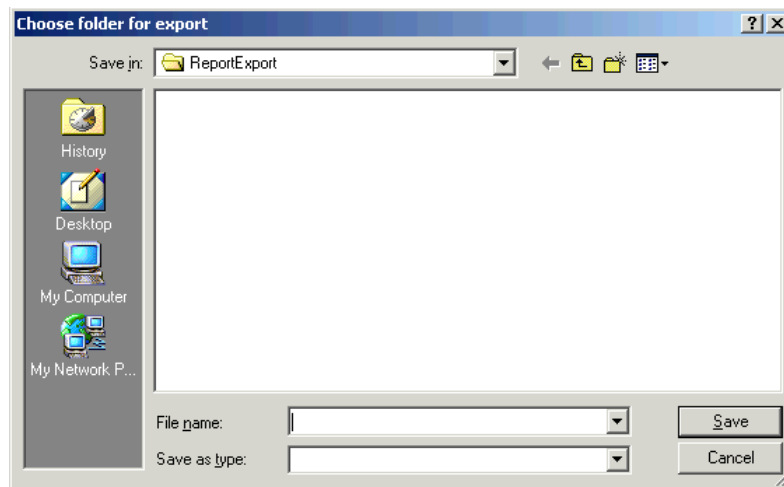 Choose folder for export
Save in: ReportExport
History
Desktop
My Computer
My Network P...
File name:
Save
Save as type:
Cancel